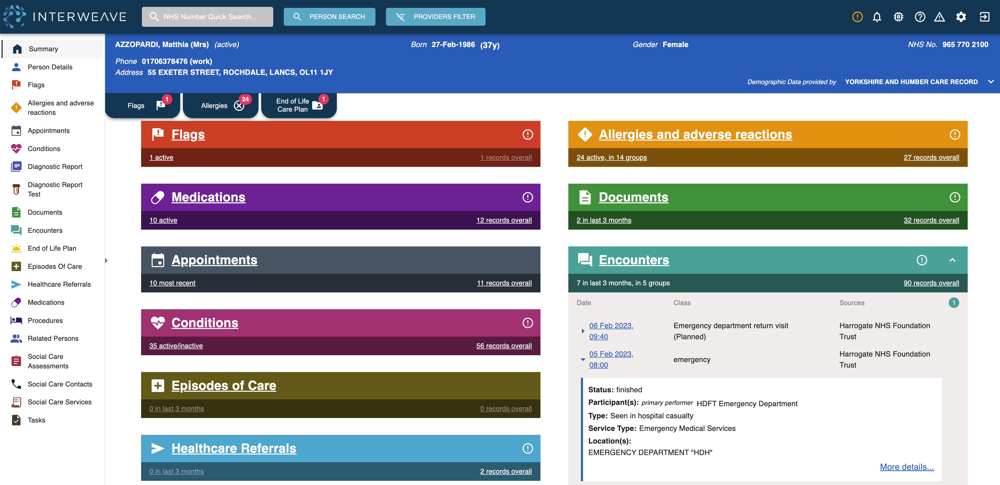 INTERWEAVE
NHS Number Quick Search...
PERSON SEARCH
PROVIDERS FILTER
Summary
Person Details
Flags
Allergies and adverse
reactions
Appointments
Conditions
Diagnostic Report
Diagnostic Report
Test
Documents
Encounters
End of Life Plan
Episodes Of Care
Healthcare Referrals
Medications
Procedures
Related Persons
Social Care
Assessments
Social Care Contacts
Social Care Services
Tasks
AZZOPARDI, Matthia (Mrs) (active)
Born 27-Feb-1986 (37y)
Gender Female
NHS No. 965 770 2100
Phone 01706378476 (work)
Address 55 EXETER STREET, ROCHDALE, LANCS, OL11 1JY
Demographic Data provided by YORKSHIRE AND HUMBER CARE RECORD
Flags 1
Allergies 24
End of Life
Care Plan 1
Flags
1 active
1 records overall
Allergies and adverse reactions
24 active, in 14 groups
27 records overall
Medications
10 active
12 records overall
Documents
2 in last 3 months
32 records overall
Appointments
10 most recent
11 records overall
Conditions
35 active/inactive
56 records overall
Episodes of Care
0 in last 3 months
0 records overall
Healthcare Referrals
0 in last 3 months
2 records overall
Encounters
7 in last 3 months, in 5 groups
90 records overall
Date Class Sources 1
06 Feb 2023,
09:40
Emergency department return visit
(Planned)
Harrogate NHS Foundation
Trust
05 Feb 2023,
08:00
emergency
Harrogate NHS Foundation
Trust
Status: finished
Participant(s): primary performer HDFT Emergency Department
Type: Seen in hospital casualty
Service Type: Emergency Medical Services
Location(s):
EMERGENCY DEPARTMENT "HDH"
More details...